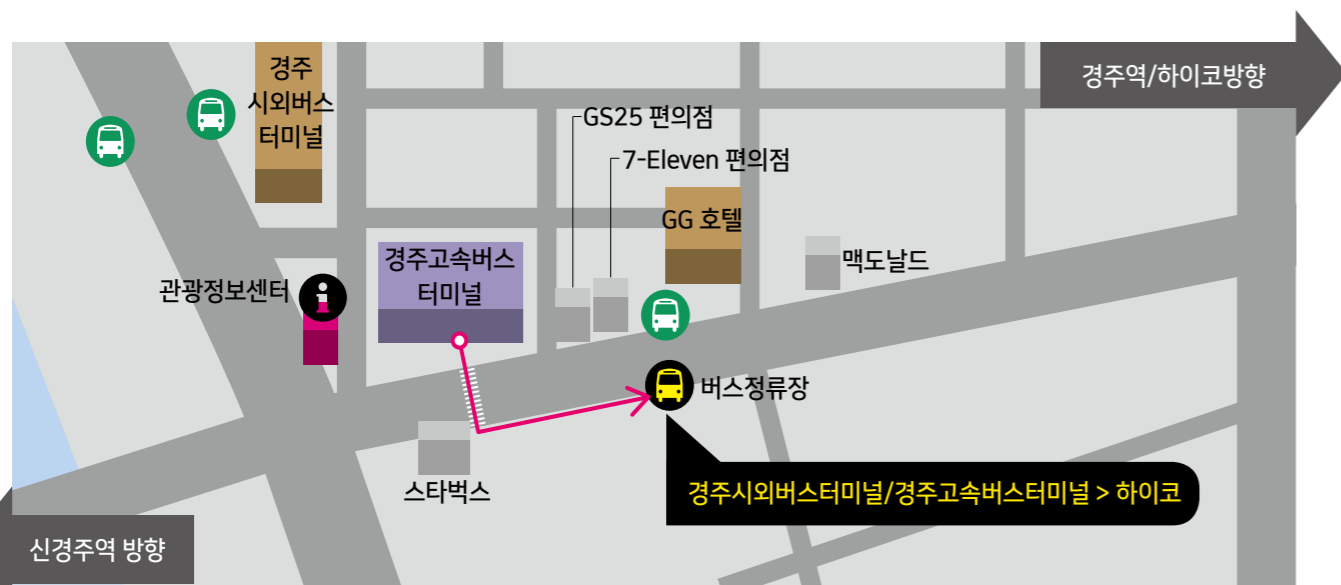 경주
시외버스
터미널
경주역/하이코방향
GS25 편의점
7-Eleven 편의점
GG 호텔
맥도날드
경주고속버스
터미널
관광정보센터
버스정류장
스타벅스
경주시외버스터미널/경주고속버스터미널 > 하이코
신경주역 방향